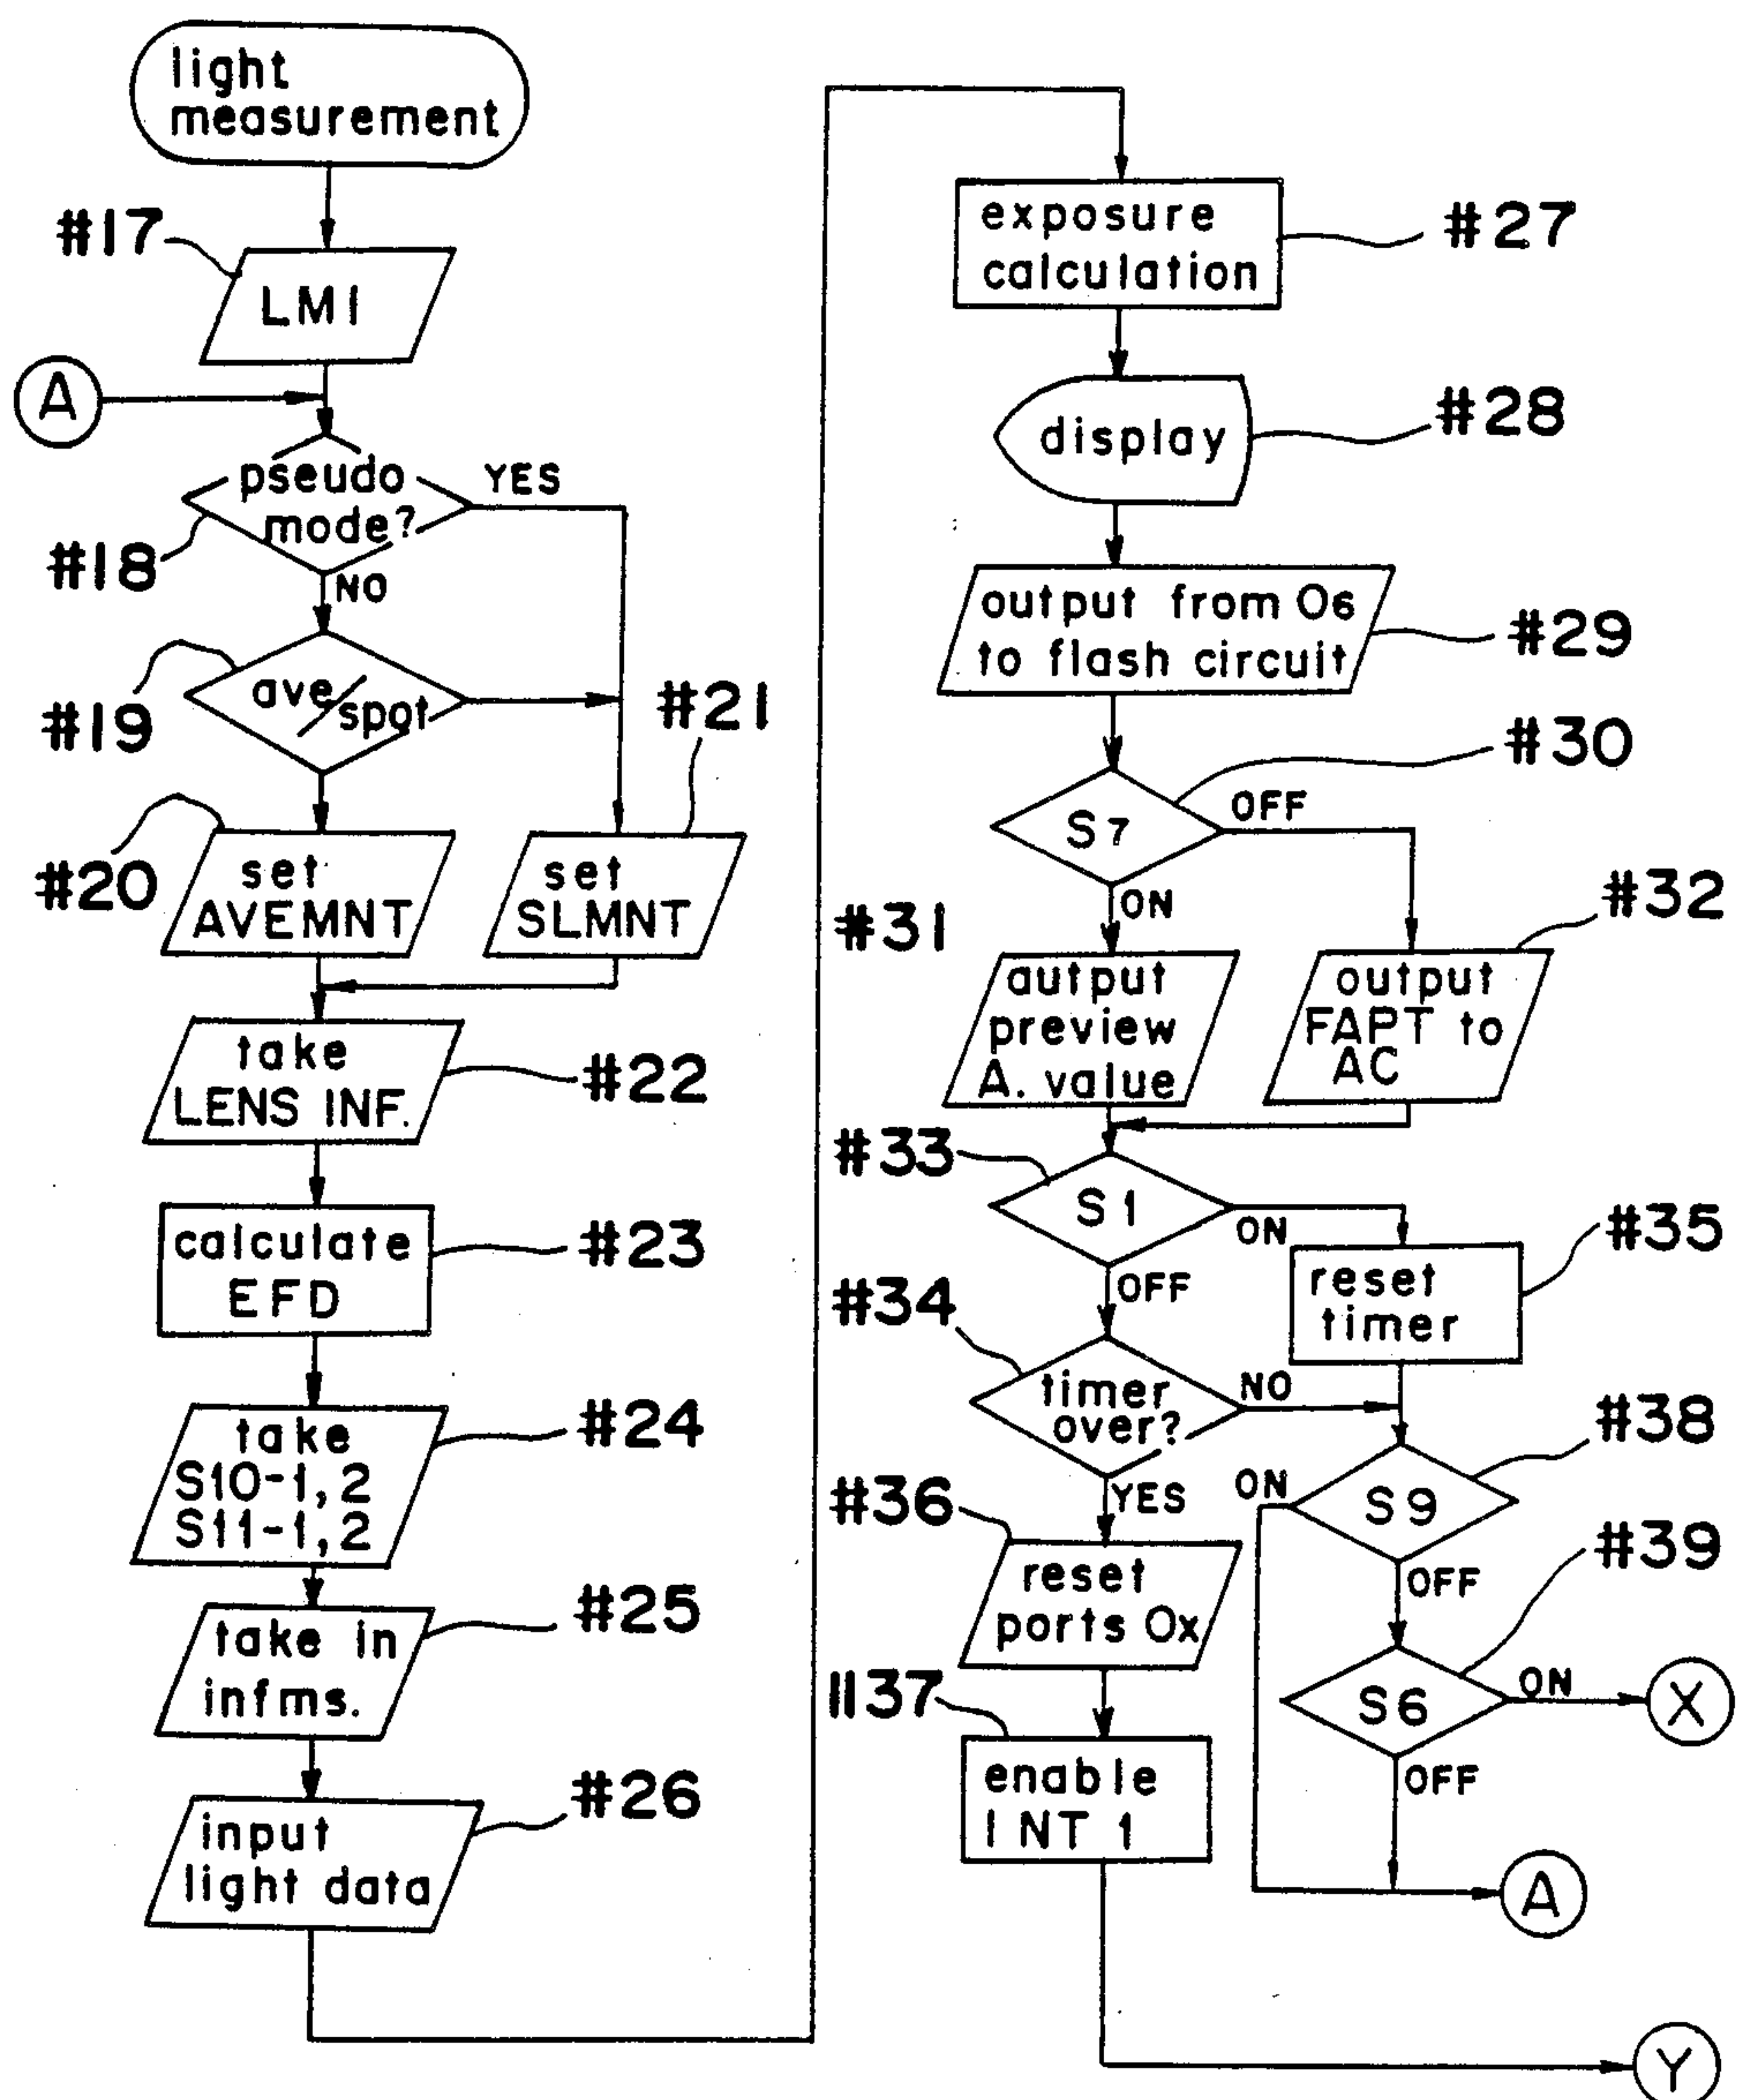 light
measurement
#17
LM1
A
pseudo
mode?
YES
#18
NO
ave/spot
#19
#21
#20
set
AVEMNT
set
SLMNT
take
LENS INF.
#22
calculate
EFD
#23
take
S10-1,2
S11-1,2
#24
take in
infms.
#25
input
light data
#26
exposure
calculation
#27
display
#28
output from O6
to flash circuit
#29
#30
S7
OFF
ON
#31
autput
preview
A. value
#32
output
FAPT to
AC
#33
S1
ON
OFF
#35
reset
timer
#34
timer
over?
NO
YES
#38
S9
ON
OFF
#36
reset
ports Ox
#39
S6
ON
X
OFF
1137
enable
INT 1
A
Y